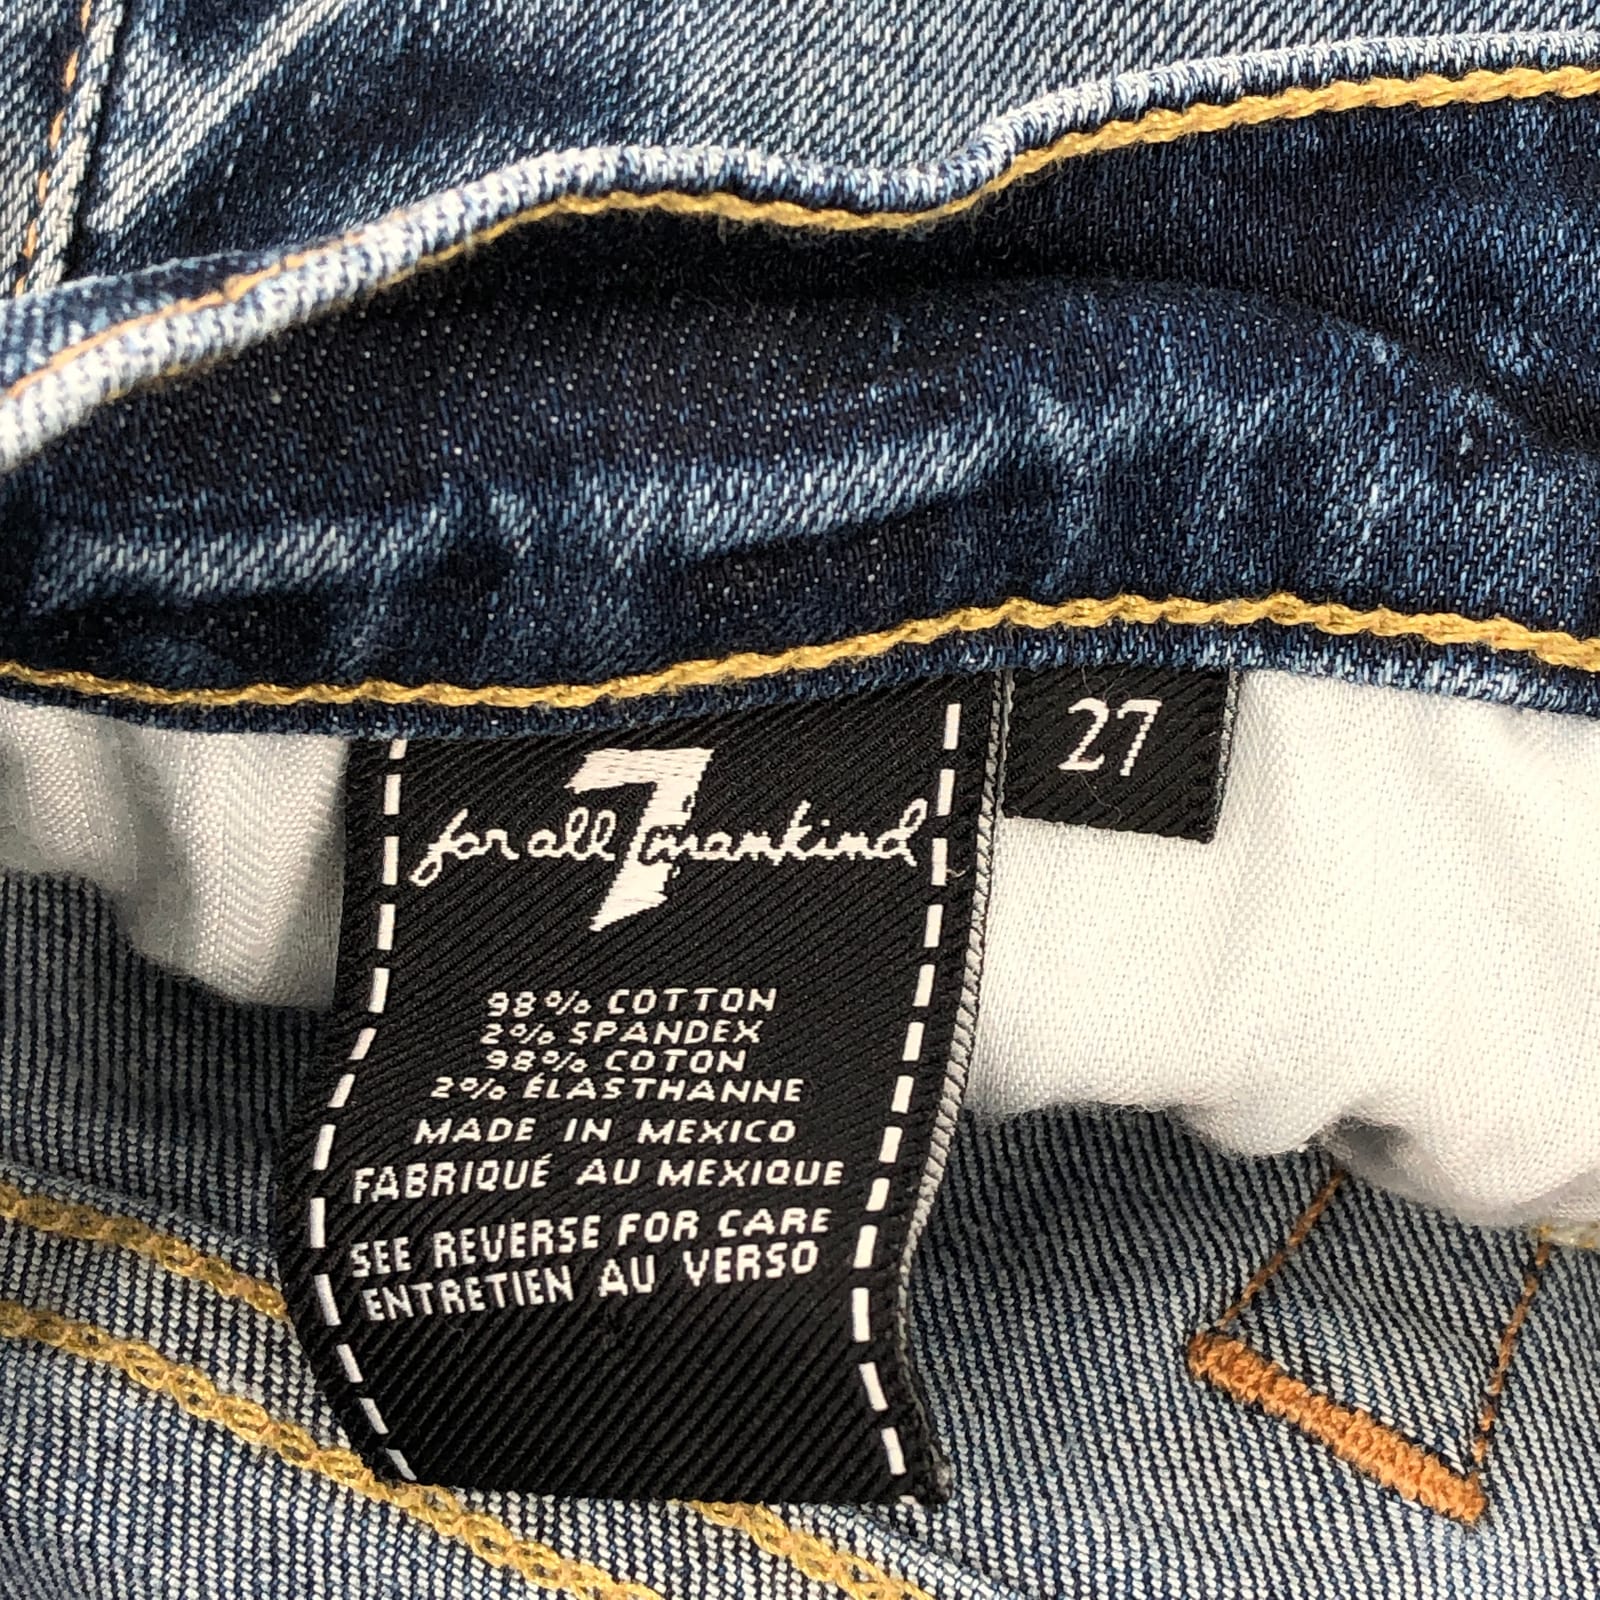 7
for all mankind
27
98% COTTON
2% SPANDEX
98% COTON
2% ÉLASTHANNE
MADE IN MEXICO
FABRIQUÉ AU MEXIQUE
SEE REVERSE FOR CARE
ENTRETIEN AU VERSO